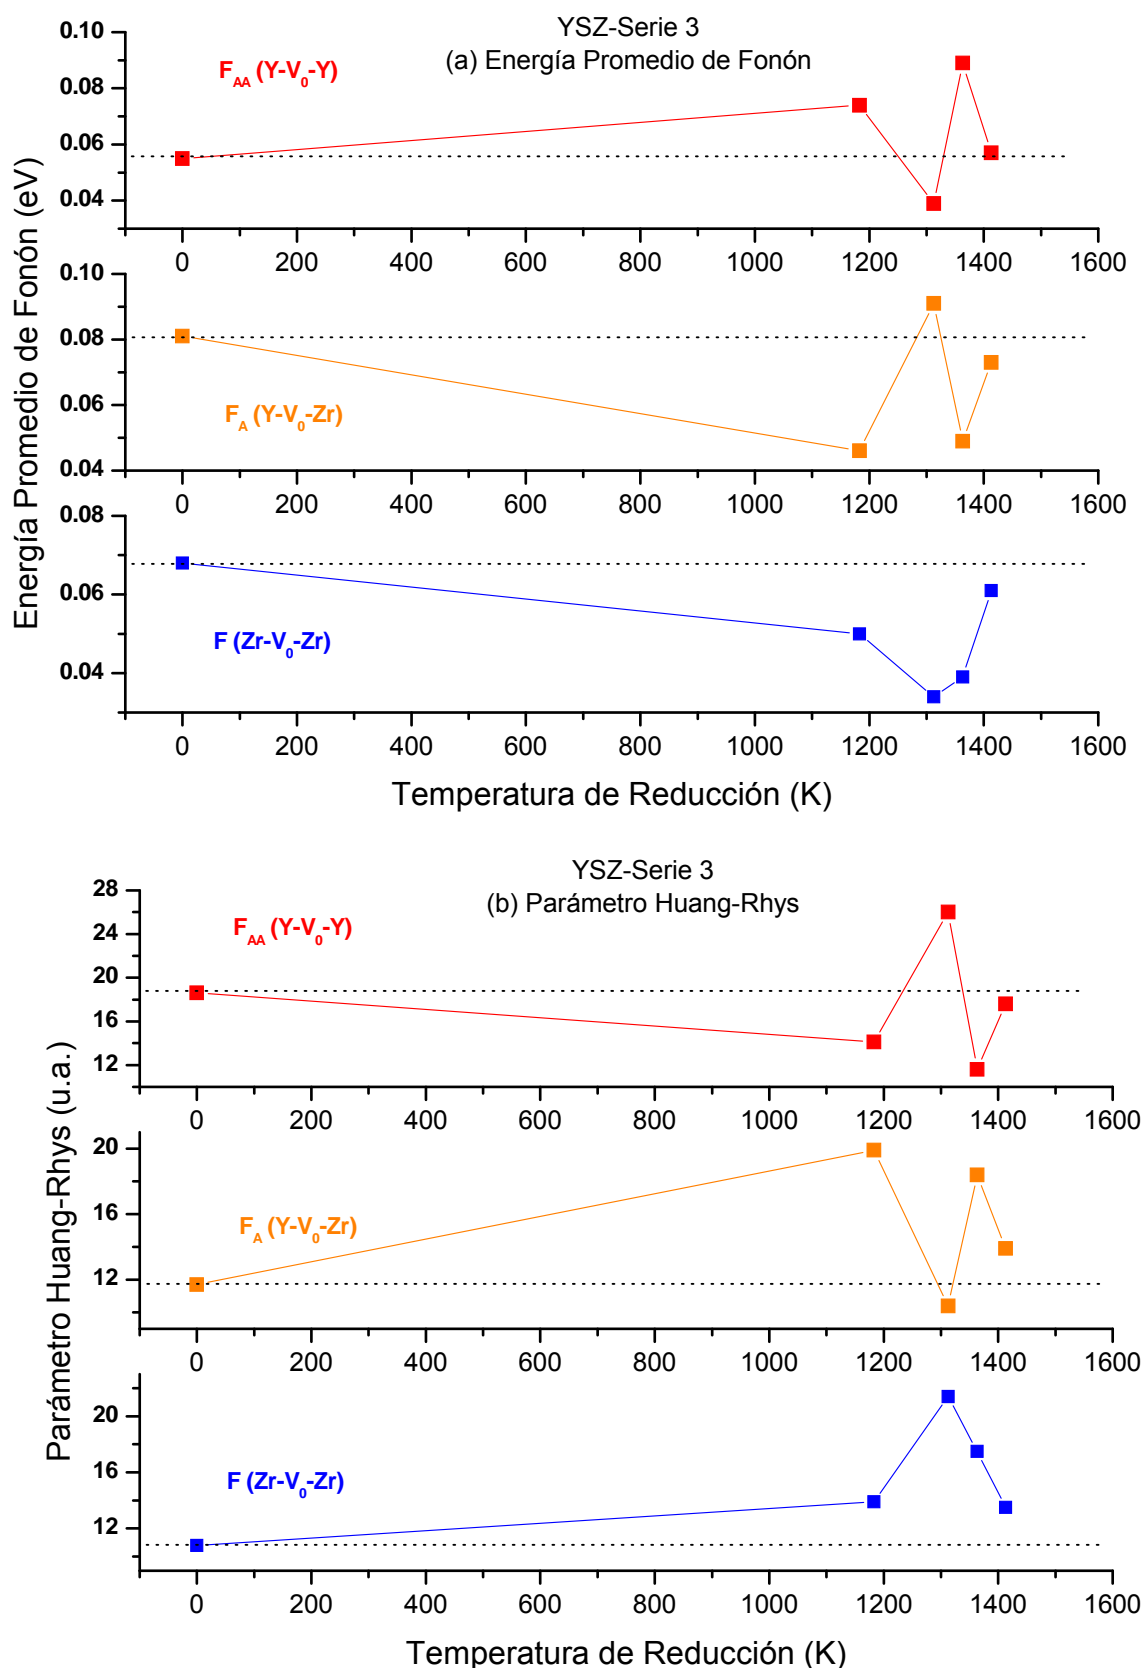 YSZ-Serie 3
(a) Energía Promedio de Fonón
Energía Promedio de Fonón (eV)
F_AA (Y-V_0-Y)
0.10
0.08
0.06
0.04
0 200 400 600 800 1000 1200 1400 1600
F_A (Y-V_0-Zr)
0.10
0.08
0.06
0.04
0 200 400 600 800 1000 1200 1400 1600
F (Zr-V_0-Zr)
0.08
0.06
0.04
0 200 400 600 800 1000 1200 1400 1600
Temperatura de Reducción (K)
YSZ-Serie 3
(b) Parámetro Huang-Rhys
Parámetro Huang-Rhys (u.a.)
F_AA (Y-V_0-Y)
28
24
20
16
12
0 200 400 600 800 1000 1200 1400 1600
F_A (Y-V_0-Zr)
20
16
12
0 200 400 600 800 1000 1200 1400 1600
F (Zr-V_0-Zr)
20
16
12
0 200 400 600 800 1000 1200 1400 1600
Temperatura de Reducción (K)